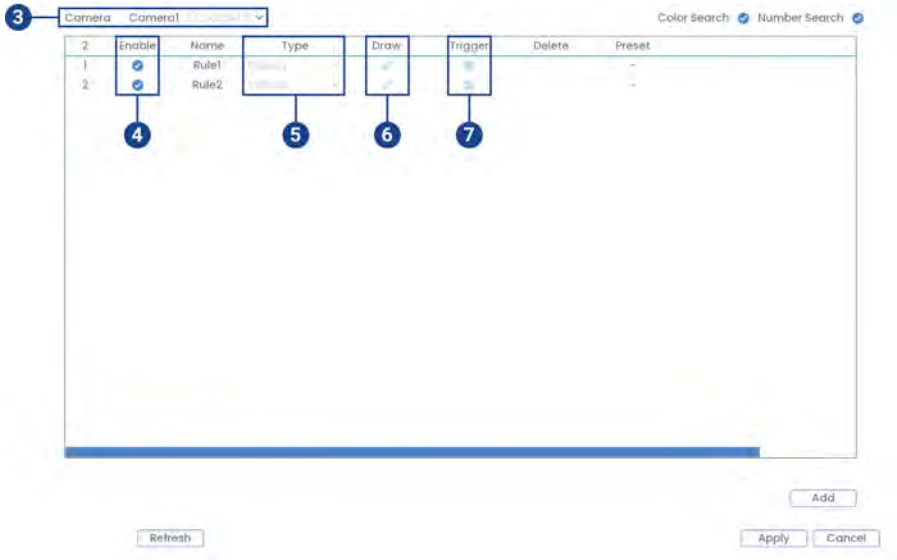 3 Camera Camera1 Color Search Number Search
2 Enable Name Type Draw Trigger Delete Preset
1 Rule1 -
2 Rule2 -
4 5 6 7
Add
Refresh Apply Cancel